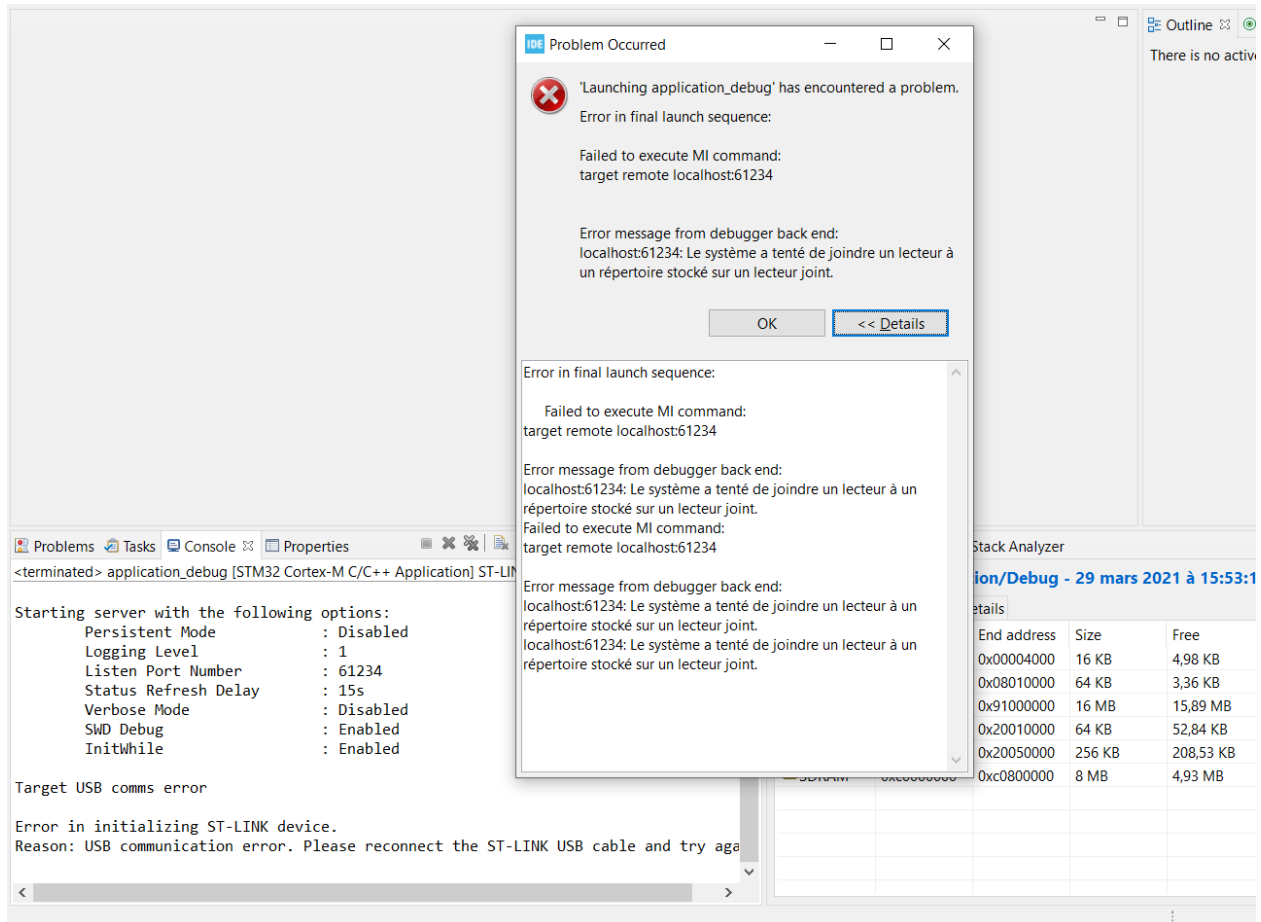 Outline
There is no activ
IDE Problem Occurred
'Launching application_debug' has encountered a problem.
Error in final launch sequence:
Failed to execute MI command:
target remote localhost:61234
Error message from debugger back end:
localhost:61234: Le système a tenté de joindre un lecteur à
un répertoire stocké sur un lecteur joint.
OK
<< Details
Error in final launch sequence:
Failed to execute MI command:
target remote localhost:61234
Error message from debugger back end:
localhost:61234: Le système a tenté de joindre un lecteur à un
répertoire stocké sur un lecteur joint.
Failed to execute MI command:
target remote localhost:61234
Error message from debugger back end:
localhost:61234: Le système a tenté de joindre un lecteur à un
répertoire stocké sur un lecteur joint.
localhost:61234: Le système a tenté de joindre un lecteur à un
répertoire stocké sur un lecteur joint.
Problems Tasks Console Properties
<terminated> application_debug [STM32 Cortex-M C/C++ Application] ST-LIN
Starting server with the following options:
Persistent Mode : Disabled
Logging Level : 1
Listen Port Number : 61234
Status Refresh Delay : 15s
Verbose Mode : Disabled
SWD Debug : Enabled
InitWhile : Enabled
Target USB comms error
Error in initializing ST-LINK device.
Reason: USB communication error. Please reconnect the ST-LINK USB cable and try aga
Stack Analyzer
ion/Debug - 29 mars 2021 à 15:53:1
etails
End address Size Free
0x00004000 16 KB 4,98 KB
0x08010000 64 KB 3,36 KB
0x91000000 16 MB 15,89 MB
0x20010000 64 KB 52,84 KB
0x20050000 256 KB 208,53 KB
SDRAM 0xc0000000 0xc0800000 8 MB 4,93 MB